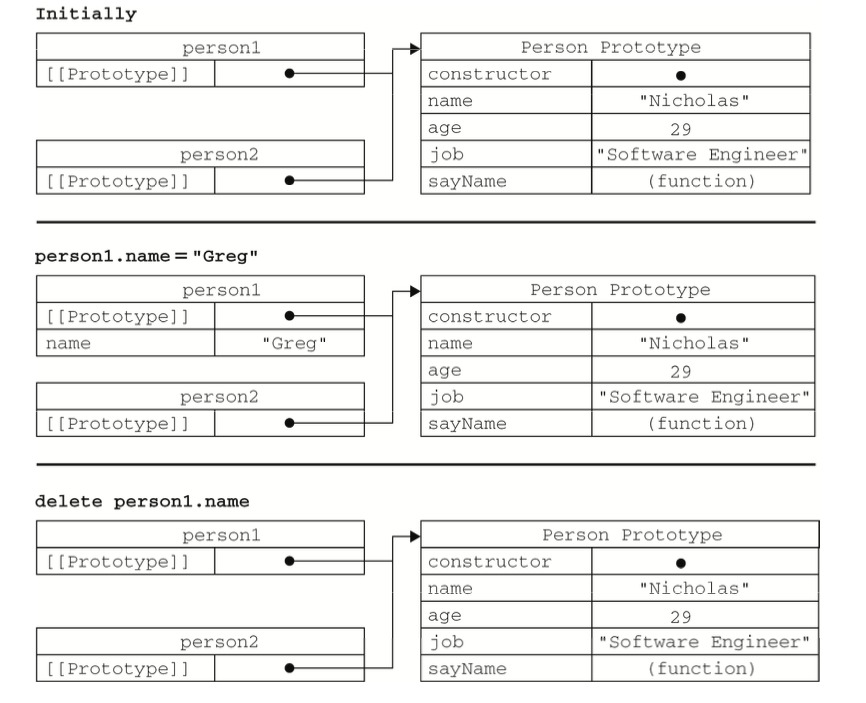 Initially
person1 Person Prototype
[[Prototype]] constructor
name "Nicholas"
age 29
person2 job "Software Engineer"
[[Prototype]] sayName (function)
person1.name = "Greg"
person1 Person Prototype
[[Prototype]] constructor
name "Greg" name "Nicholas"
age 29
person2 job "Software Engineer"
[[Prototype]] sayName (function)
delete person1.name
person1 Person Prototype
[[Prototype]] constructor
name "Nicholas"
age 29
person2 job "Software Engineer"
[[Prototype]] sayName (function)